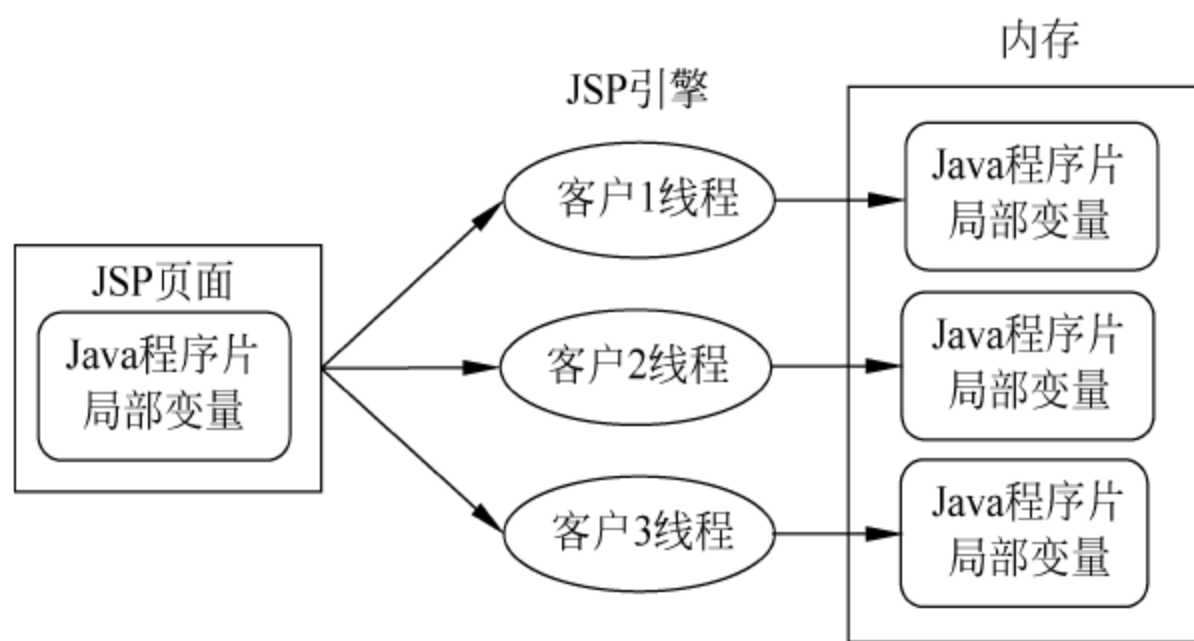 内存
JSP引擎
Java程序片
局部变量
客户1线程
JSP页面
Java程序片
局部变量
客户2线程
Java程序片
局部变量
客户3线程
Java程序片
局部变量